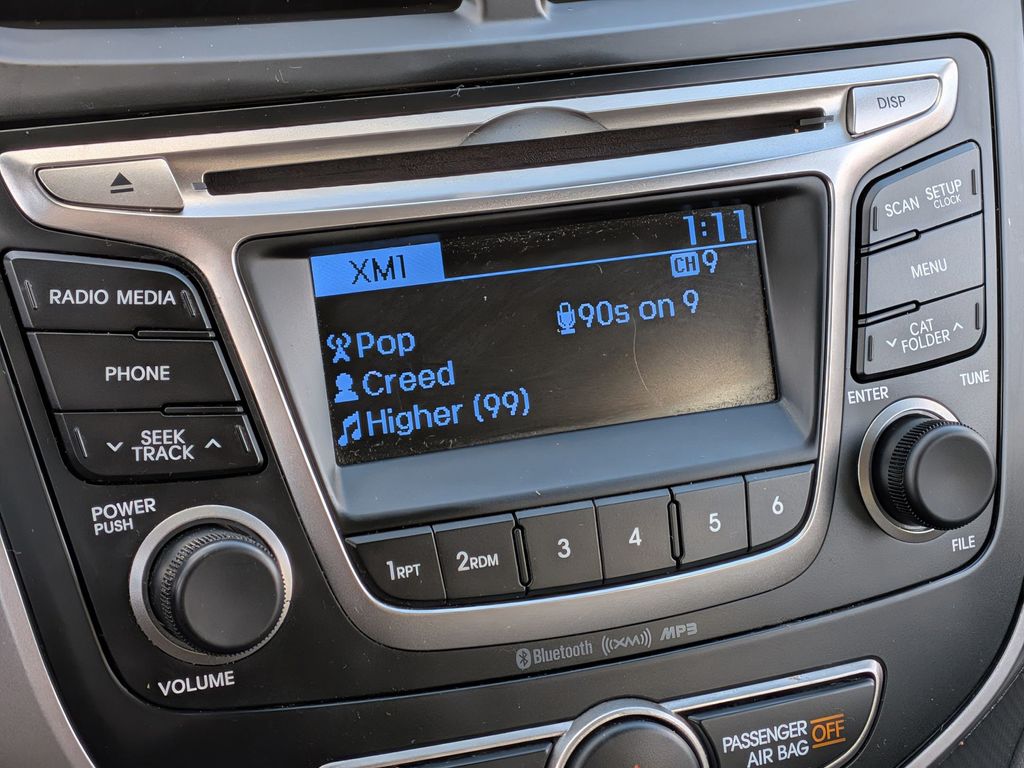 DISP
SCAN SETUP
CLOCK
1:11
XM1
CH 9
RADIO MEDIA
MENU
90s on 9
Pop
CAT
FOLDER
PHONE
Creed
Higher (99)
ENTER TUNE
SEEK
TRACK
POWER
PUSH
1RPT 2RDM 3 4 5 6
FILE
VOLUME
Bluetooth ((XM)) MP3
PASSENGER OFF
AIR BAG